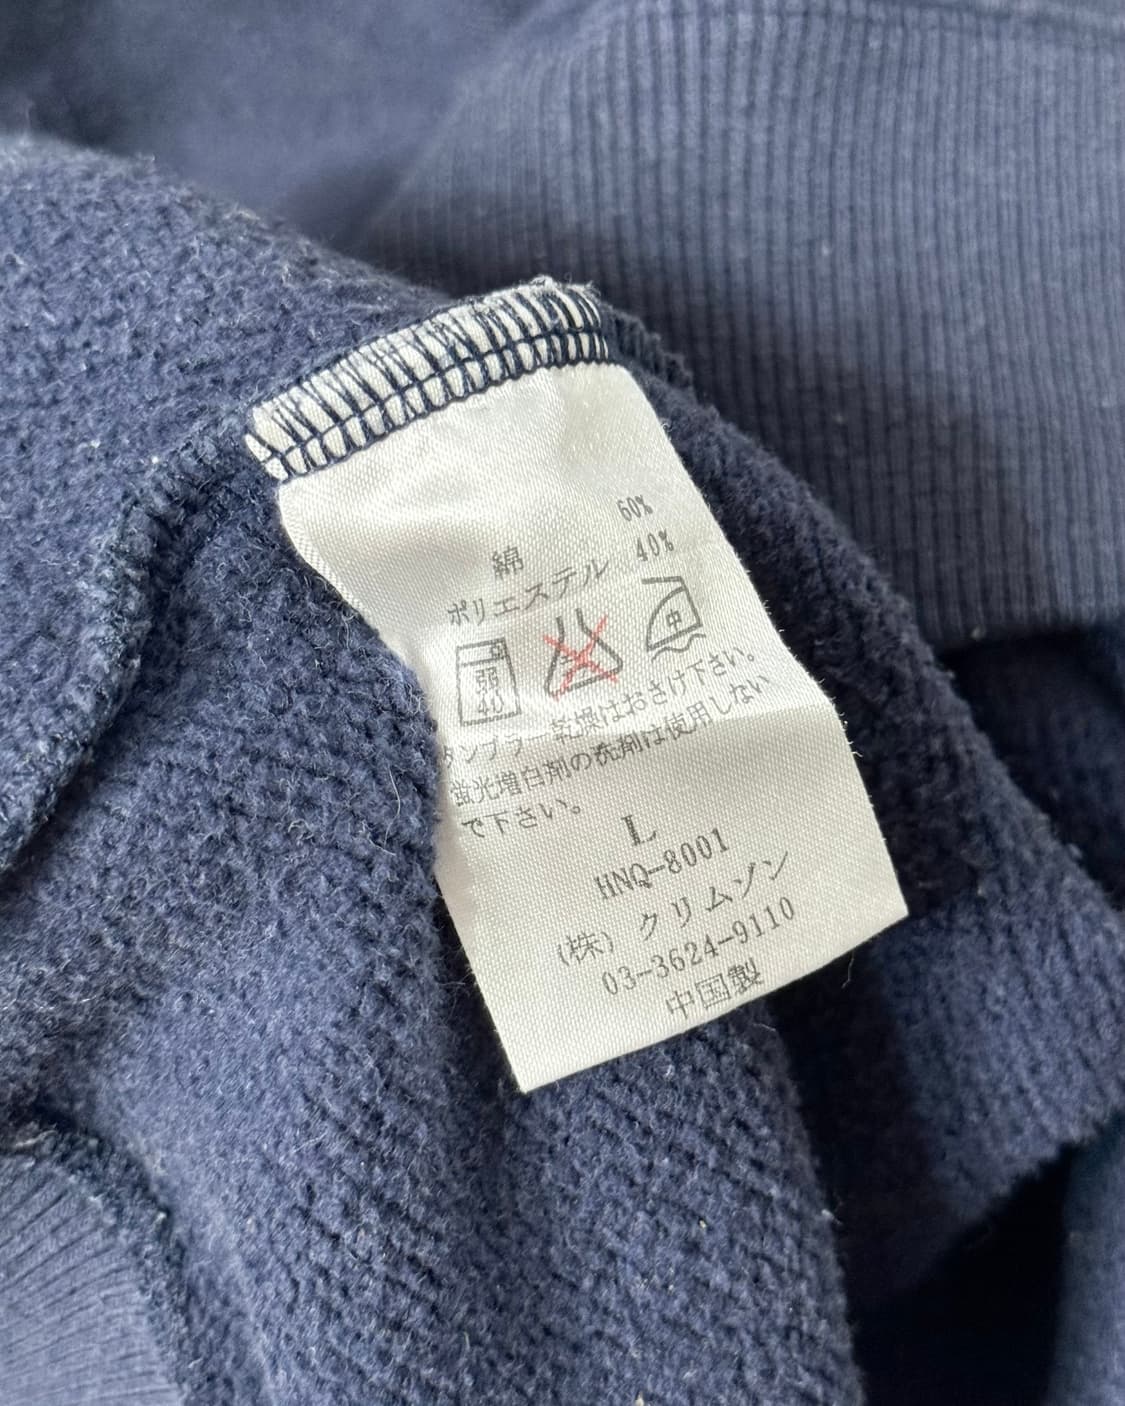 綿 60%
ポリエステル 40%
弱 40
中
タンブラー乾燥はおさけ下さい。
蛍光増白剤の洗剤は使用しない
で下さい。
L
HNQ-8001
(株) クリムゾン
03-3624-9110
中国製